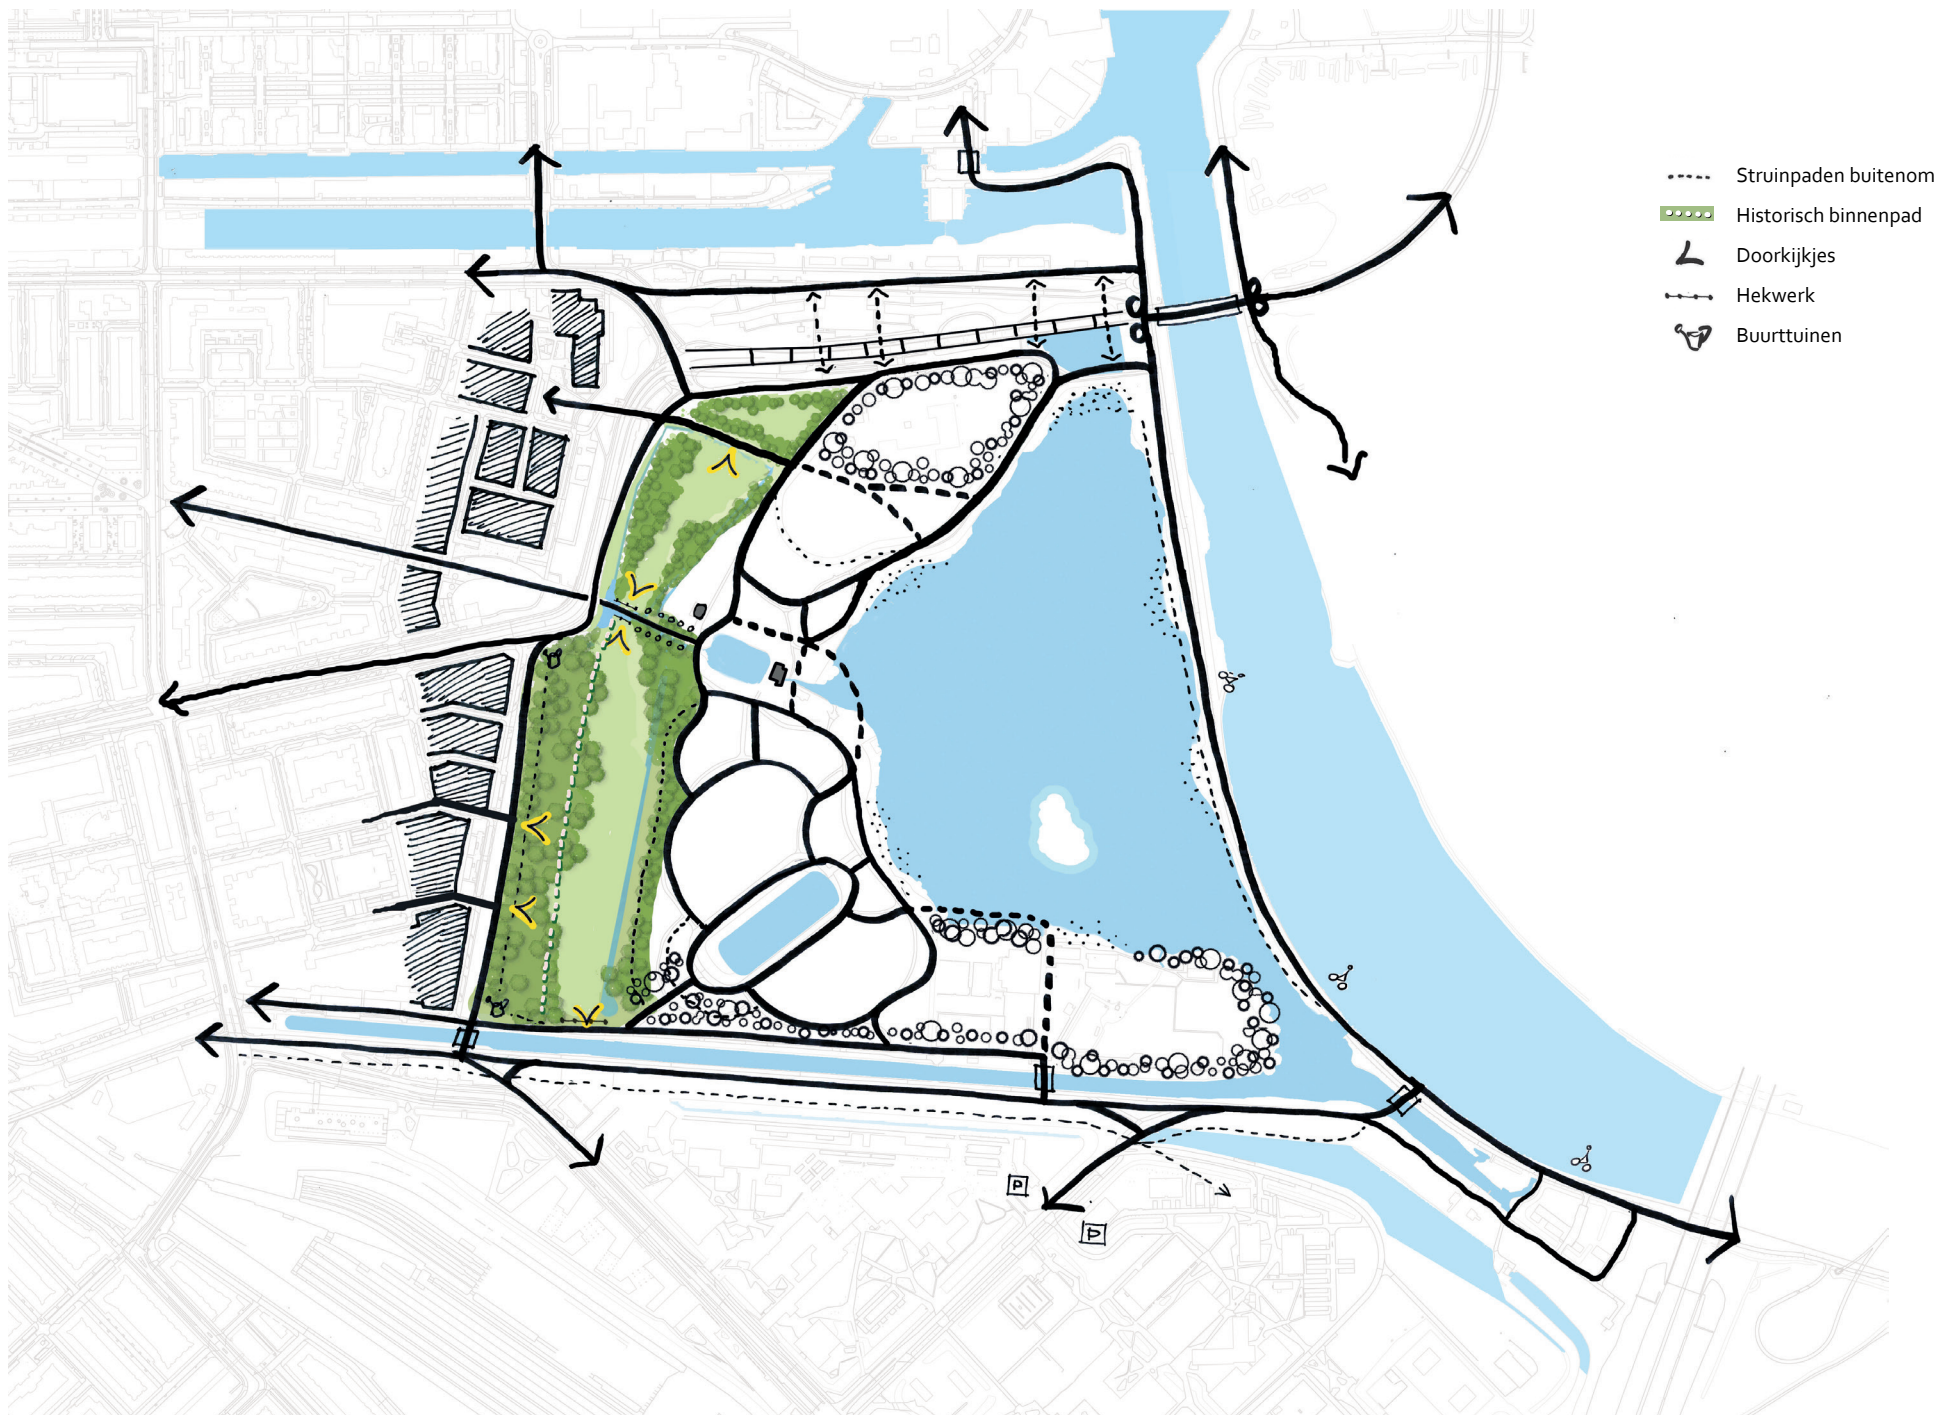 Struinpaden buitenom
Historisch binnenpad
Doorkijkjes
Hekwerk
Buurttuinen
P
P